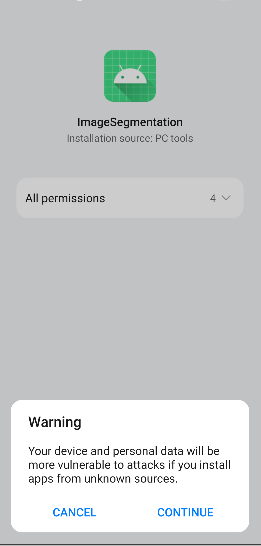 ImageSegmentation
Installation source: PC tools
All permissions 4
Warning
Your device and personal data will be
more vulnerable to attacks if you install
apps from unknown sources.
CANCEL CONTINUE